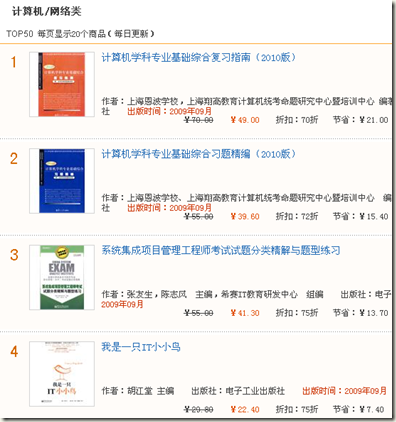 计算机/网络类
TOP50 每页显示20个商品(每日更新)
1
计算机学科专业基础综合复习指南(2010版)
作者:上海恩波学校,上海翔高教育计算机统考命题研究中心暨培训中心 编著
社 出版时间:2009年09月
¥70.00 ¥49.00 折扣:70折 节省:¥21.00
2
计算机学科专业基础综合习题精编(2010版)
作者:上海恩波学校、上海翔高教育计算机统考命题研究中心暨培训中心 编
社 出版时间:2009年09月
¥55.00 ¥39.60 折扣:72折 节省:¥15.40
3
EXAM
系统集成项目管理工程师考试试题分类精解与题型练习
作者:张友生,陈志风 主编,希赛IT教育研发中心 组编 出版社:电子
2009年09月
¥55.00 ¥41.30 折扣:75折 节省:¥13.70
4
我是一只IT小小鸟
我是一只
IT小小鸟
作者:胡江堂 主编 出版社:电子工业出版社 出版时间:2009年09月
¥29.80 ¥22.40 折扣:75折 节省:¥7.40